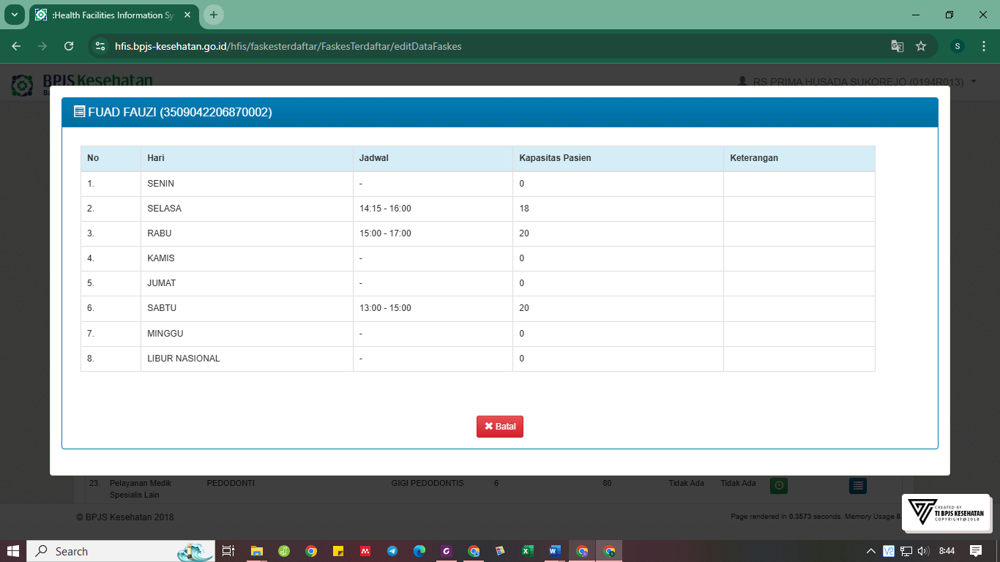 :Health Facilities Information Sy
hfis.bpjs-kesehatan.go.id/hfis/faskesterdaftar/FaskesTerdaftar/editDataFaskes
S
BPJS Kesehatan
RS PRIMA HUSADA SUKOREJO (0194R013)
FUAD FAUZI (3509042206870002)
No Hari Jadwal Kapasitas Pasien Keterangan
1. SENIN - 0
2. SELASA 14:15 - 16:00 18
3. RABU 15:00 - 17:00 20
4. KAMIS - 0
5. JUMAT - 0
6. SABTU 13:00 - 15:00 20
7. MINGGU - 0
8. LIBUR NASIONAL - 0
Batal
23. Pelayanan Medik PEDODONTI GIGI PEDODONTIS 6 80 Tidak Ada Tidak Ada
Spesialis Lain
© BPJS Kesehatan 2018
Page rendered in 0.3573 seconds. Memory Usage 8.
CREATED BY
TI BPJS KESEHATAN
COPYRIGHT@2018
Search
8:44